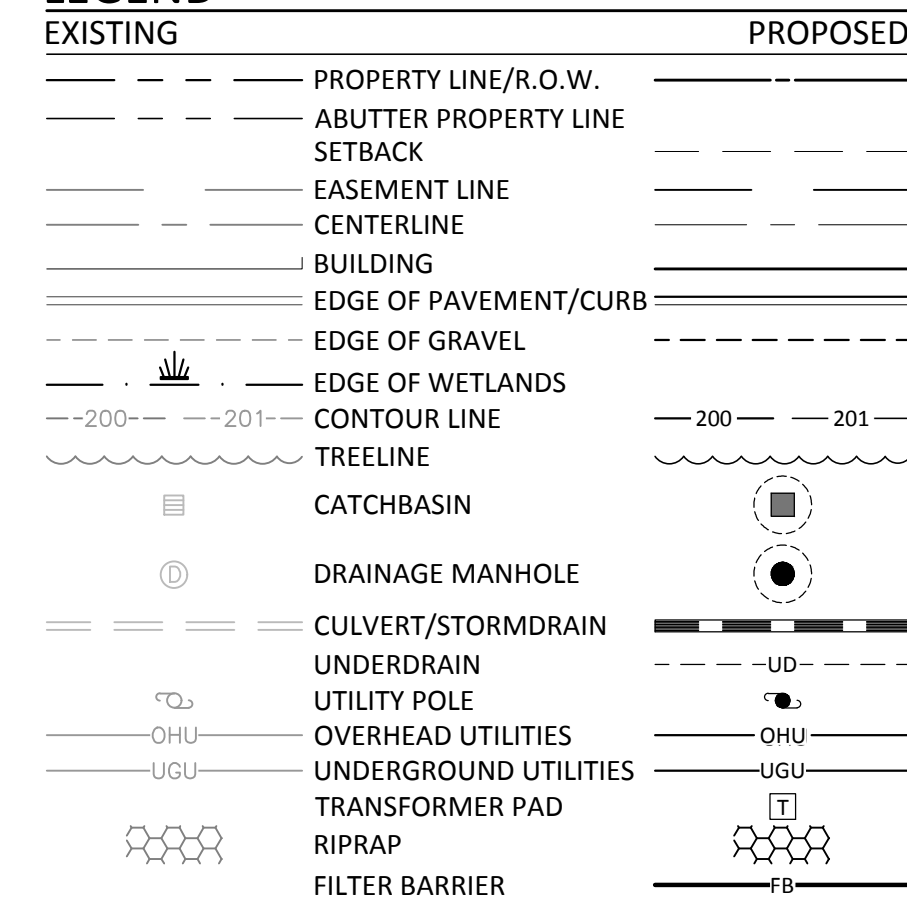 LEGEND
EXISTING PROPOSED
PROPERTY LINE/R.O.W.
ABUTTER PROPERTY LINE
SETBACK
EASEMENT LINE
CENTERLINE
BUILDING
EDGE OF PAVEMENT/CURB
EDGE OF GRAVEL
EDGE OF WETLANDS
200 201 CONTOUR LINE 200 201
TREELINE
CATCHBASIN
D DRAINAGE MANHOLE
CULVERT/STORMDRAIN
UNDERDRAIN UD
UTILITY POLE
OHU OVERHEAD UTILITIES OHU
UGU UNDERGROUND UTILITIES UGU
TRANSFORMER PAD T
RIPRAP
FILTER BARRIER FB